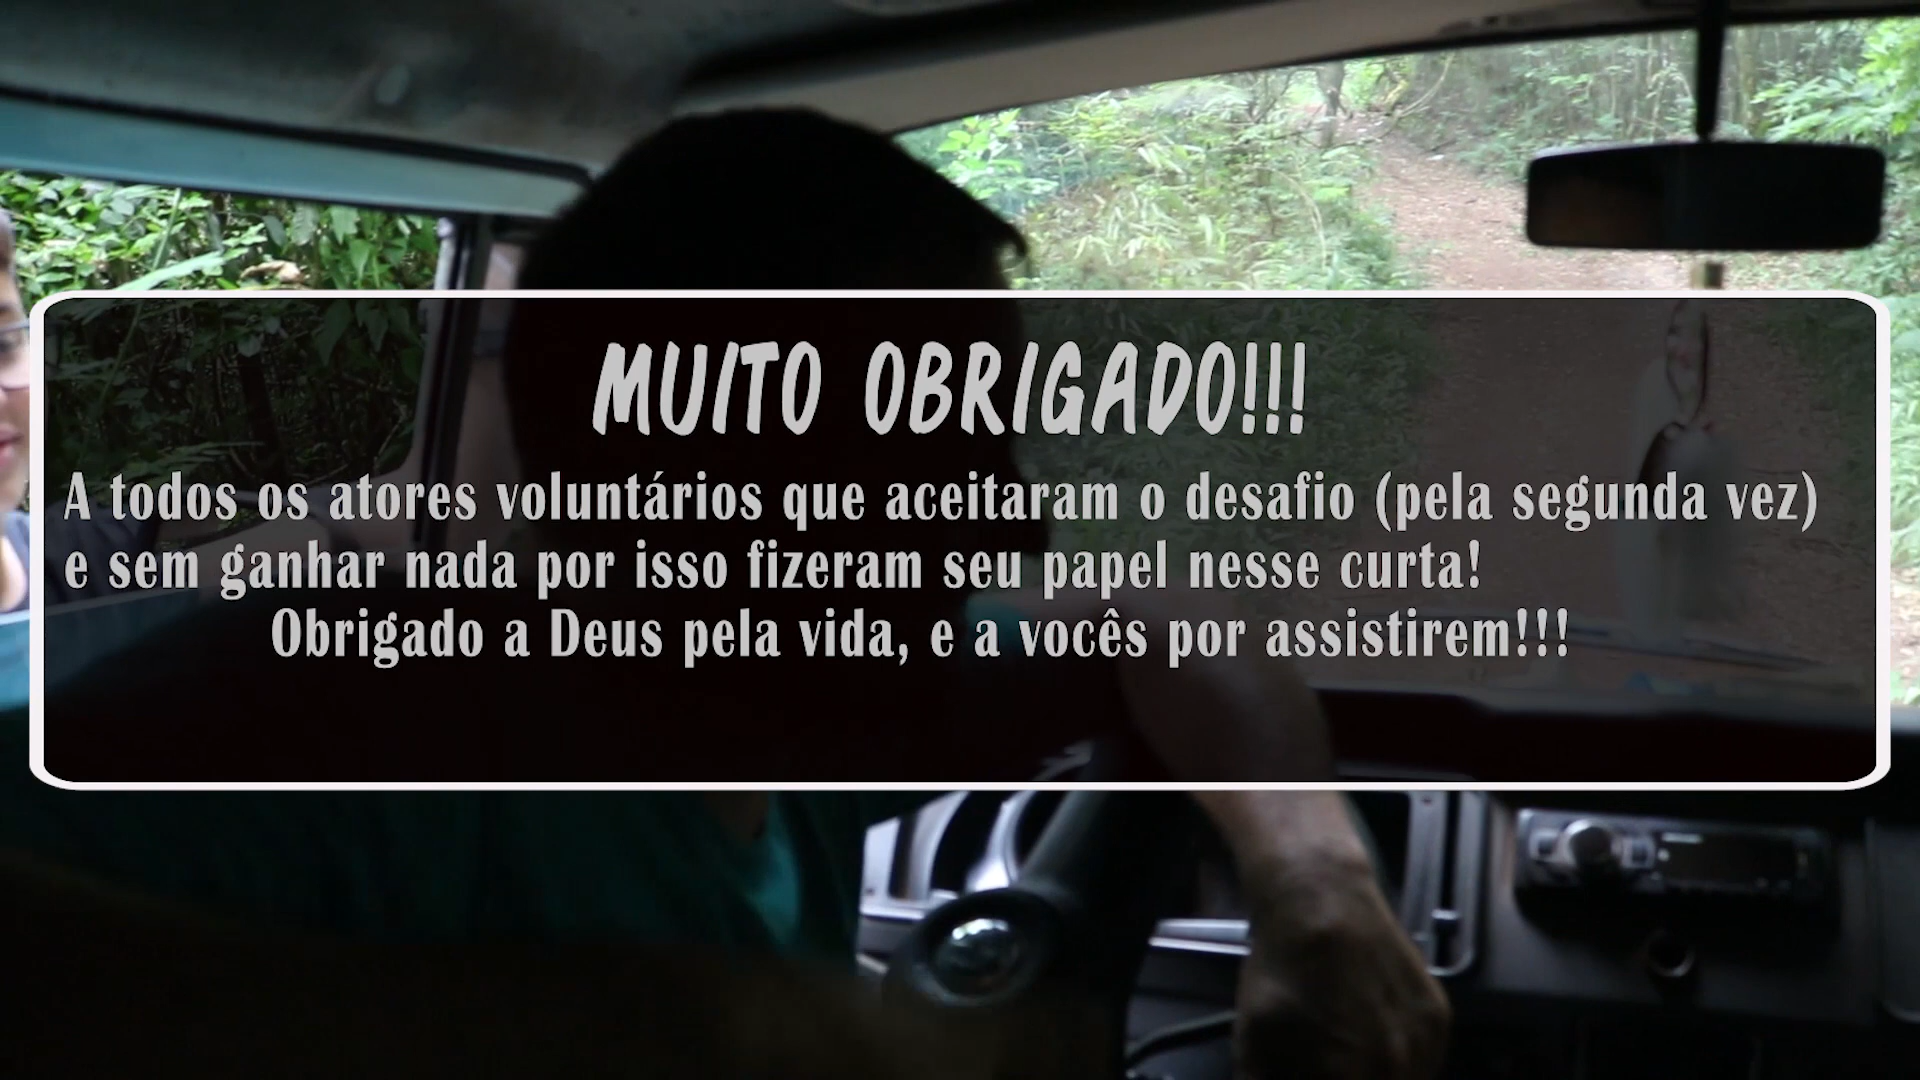 MUITO OBRIGADO!!!
A todos os atores voluntários que aceitaram o desafio (pela segunda vez)
e sem ganhar nada por isso fizeram seu papel nesse curta!
Obrigado a Deus pela vida, e a vocês por assistirem!!!